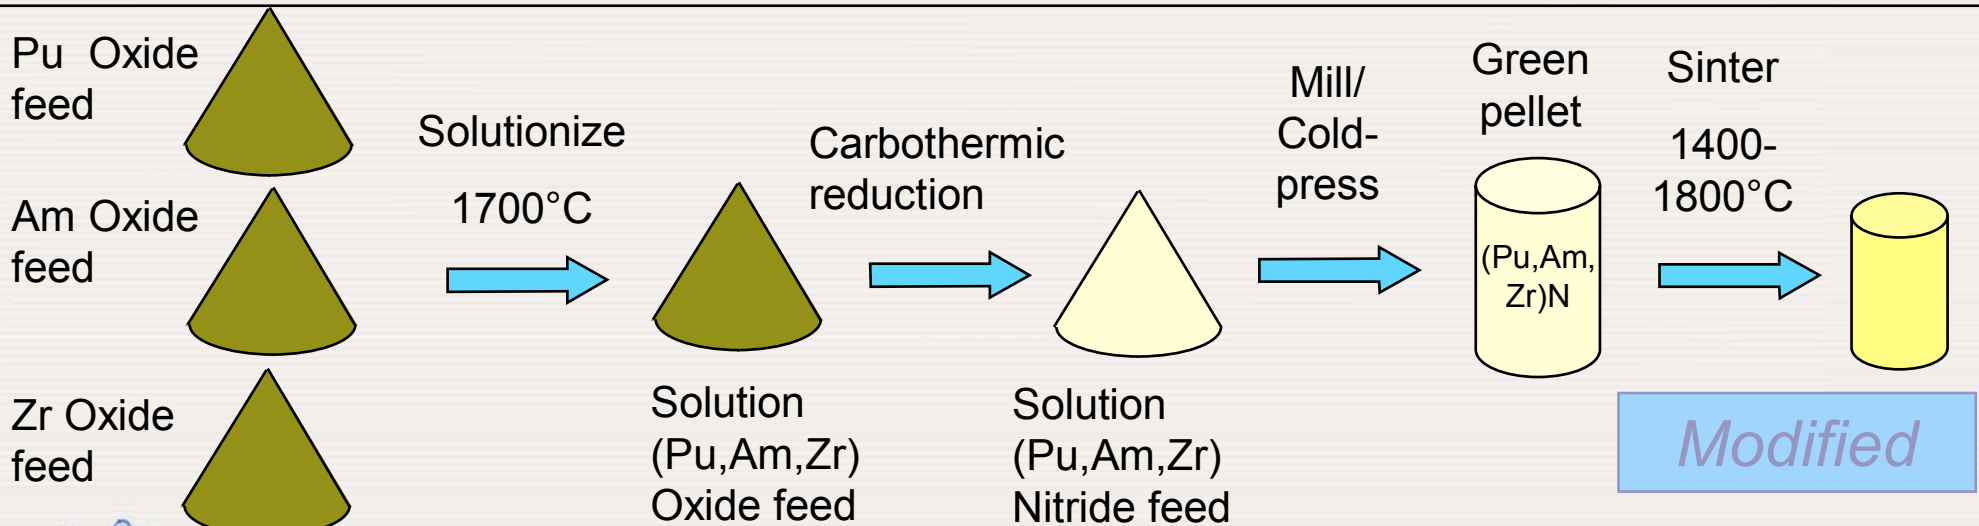 Pu Oxide
feed
Am Oxide
feed
Zr Oxide
feed
Solutionize
1700°C
Solution
(Pu,Am,Zr)
Oxide feed
Carbothermic
reduction
Solution
(Pu,Am,Zr)
Nitride feed
Mill/
Cold-
press
Green
pellet
(Pu,Am,
Zr)N
Sinter
1400-
1800°C
Modified